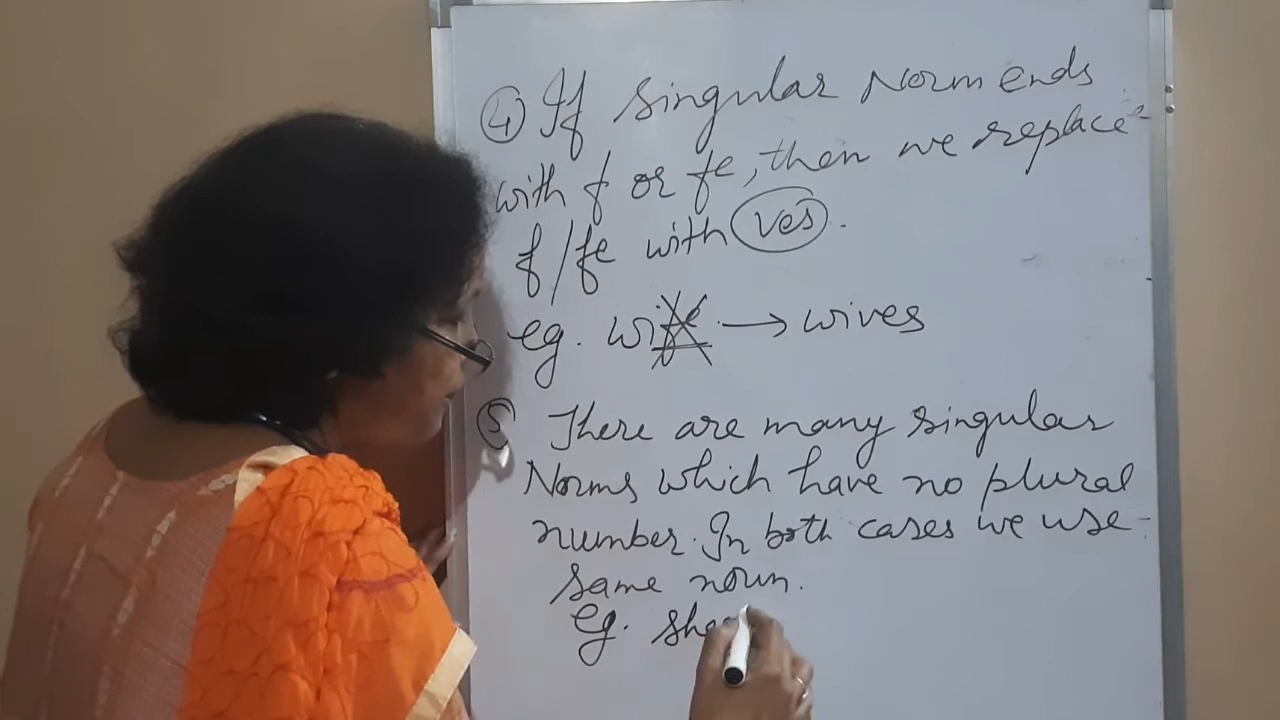 ④ If singular Noun ends
with f or fe, then we replace
f/fe with ves.
eg. wife → wives
⑤ There are many singular
Nouns which have no plural
number. In both cases we use
same noun.
eg. shee